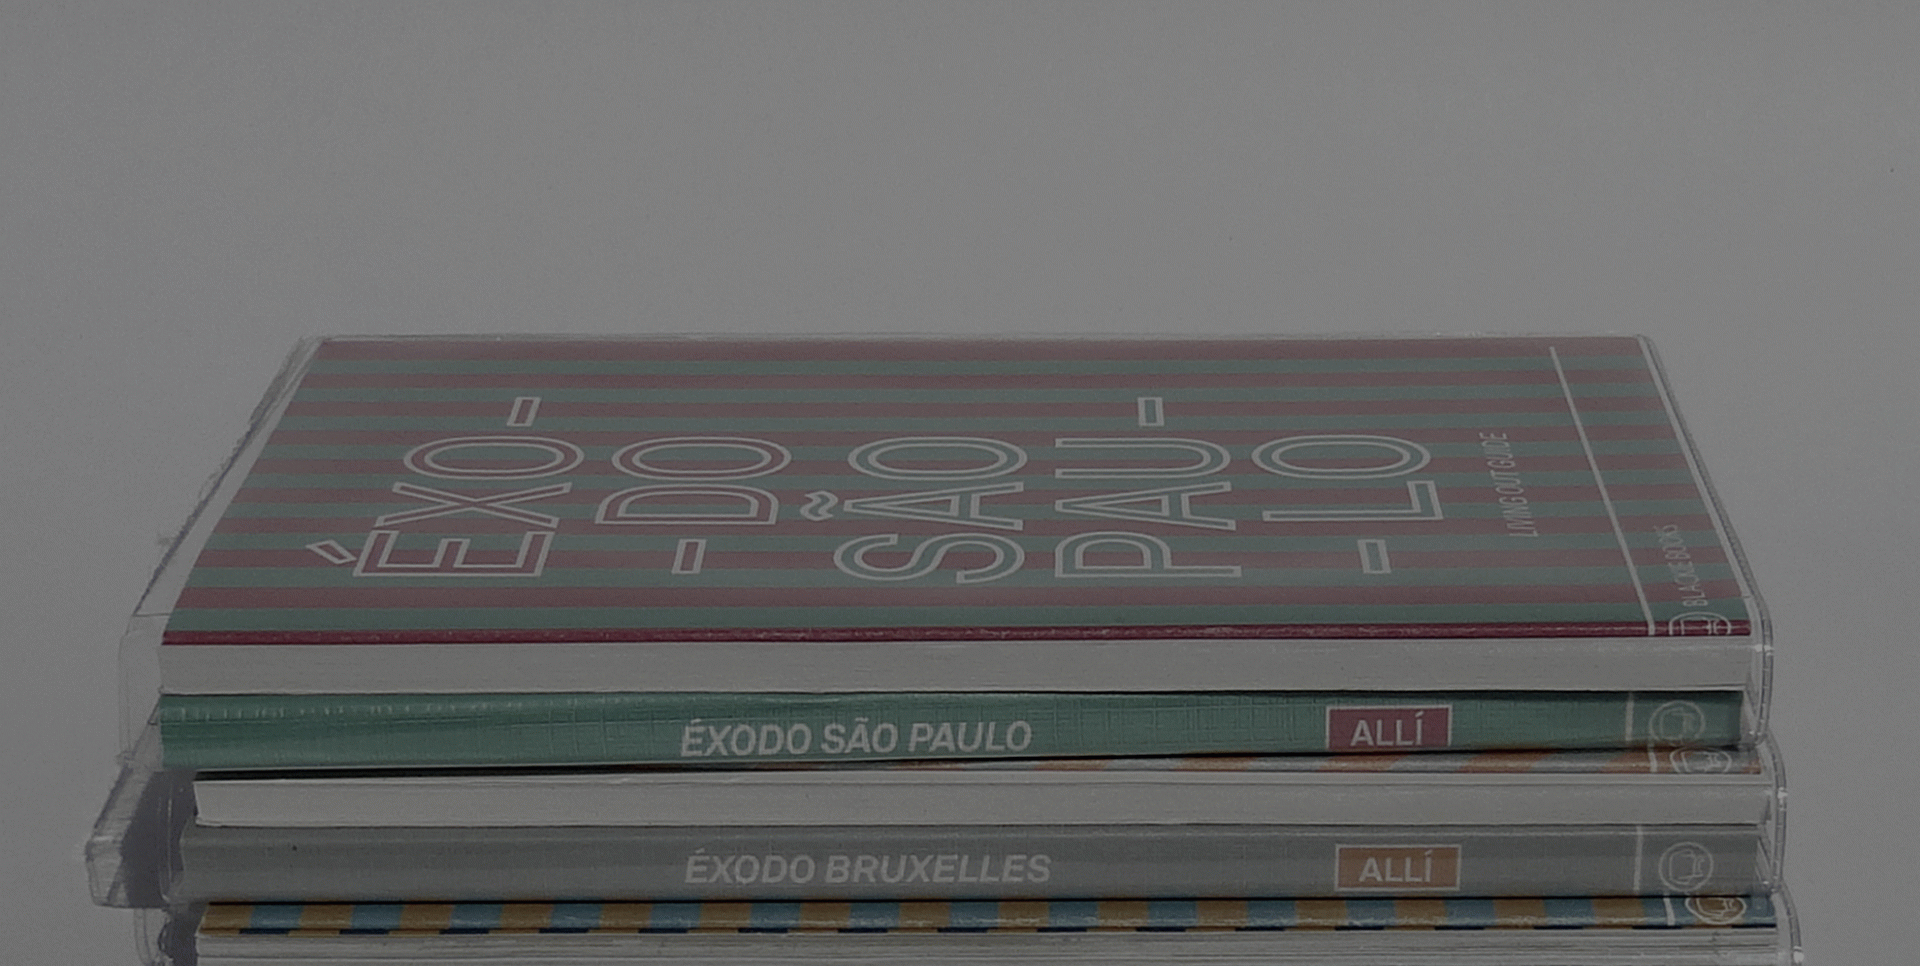 ÉXO-
-DO
SÃO
PAU-
-LO
LIVING OUT GUIDE
BLACKIE BOOKS
ÉXODO SÃO PAULO
ALLÍ
ÉXODO BRUXELLES
ALLÍ